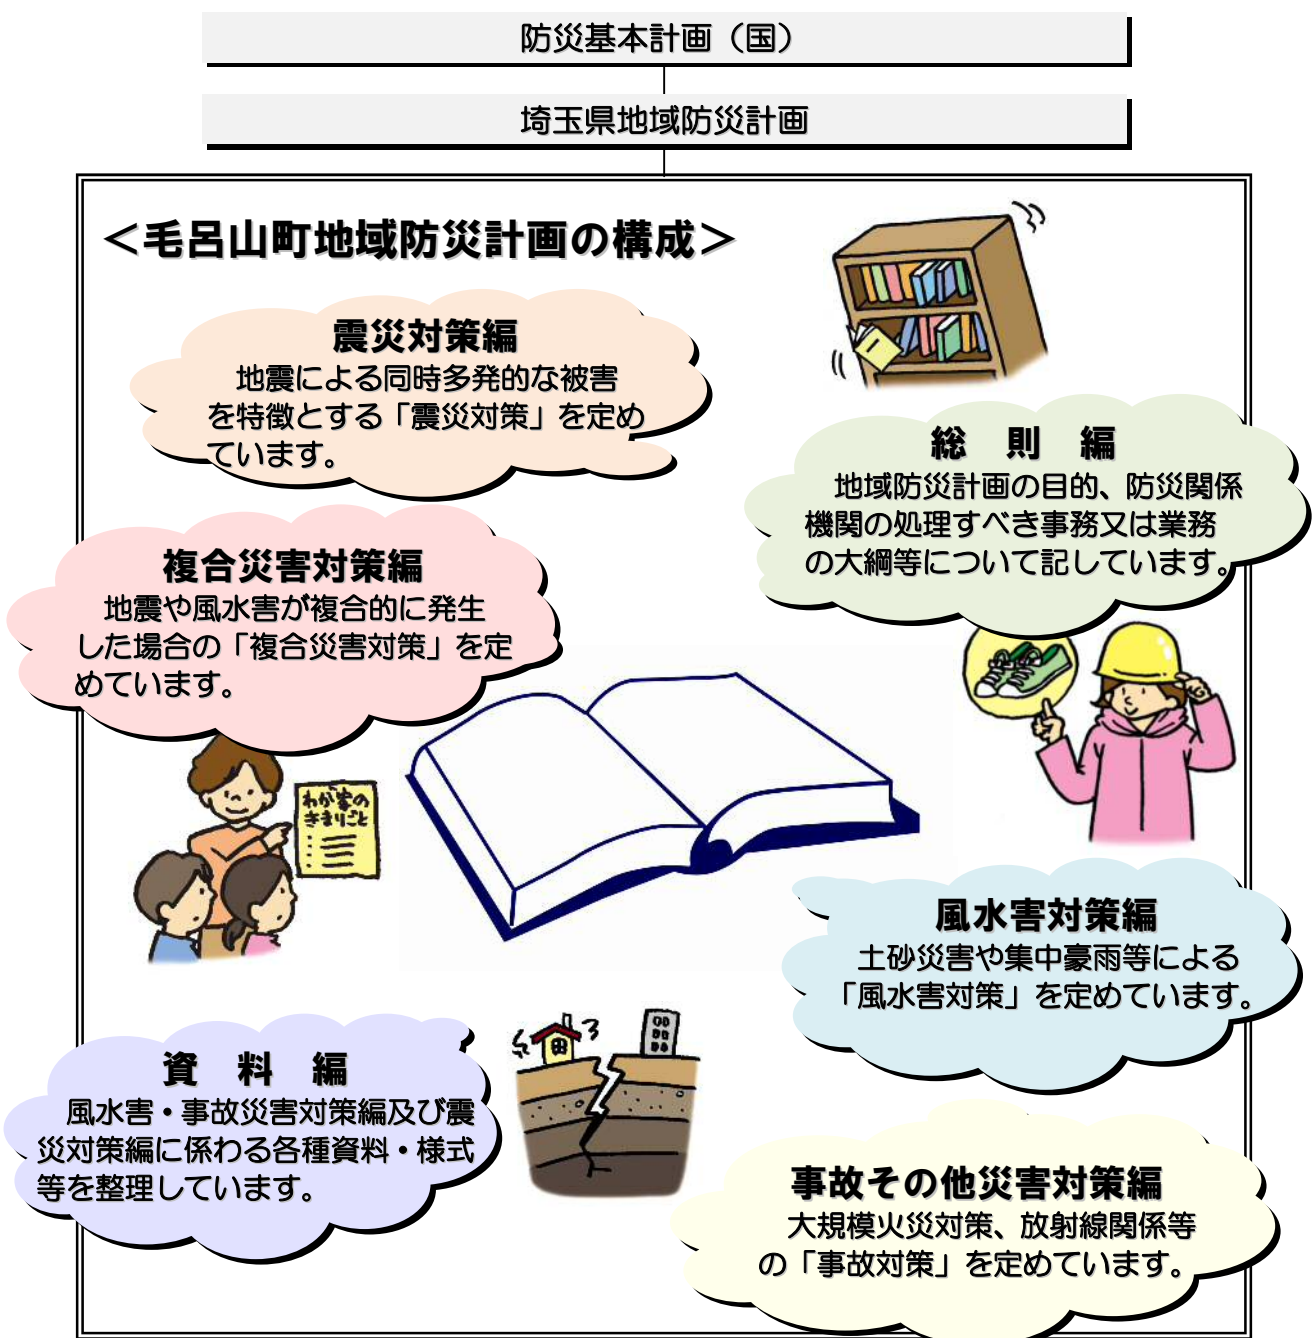 防災基本計画（国）
埼玉県地域防災計画
＜毛呂山町地域防災計画の構成＞
震災対策編
地震による同時多発的な被害
を特徴とする「震災対策」を定め
ています。
総　則　編
地域防災計画の目的、防災関係
機関の処理すべき事務又は業務
の大綱等について記しています。
複合災害対策編
地震や風水害が複合的に発生
した場合の「複合災害対策」を定
めています。
わが家の
きまりごと
風水害対策編
土砂災害や集中豪雨等による
「風水害対策」を定めています。
資　料　編
風水害・事故災害対策編及び震
災対策編に係わる各種資料・様式
等を整理しています。
事故その他災害対策編
大規模火災対策、放射線関係等
の「事故対策」を定めています。